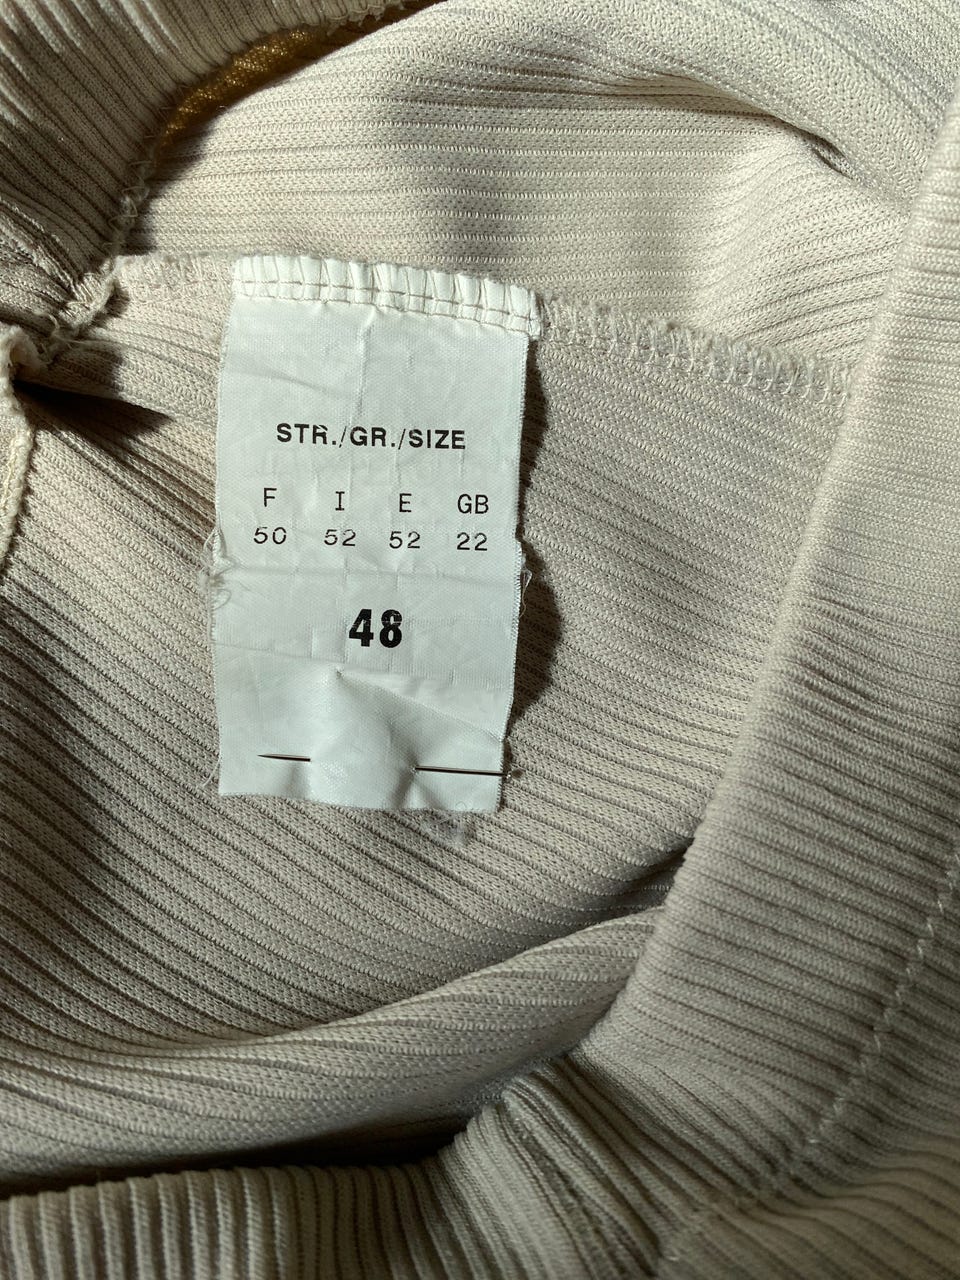 STR./GR./SIZE
F I E GB
50 52 52 22
48